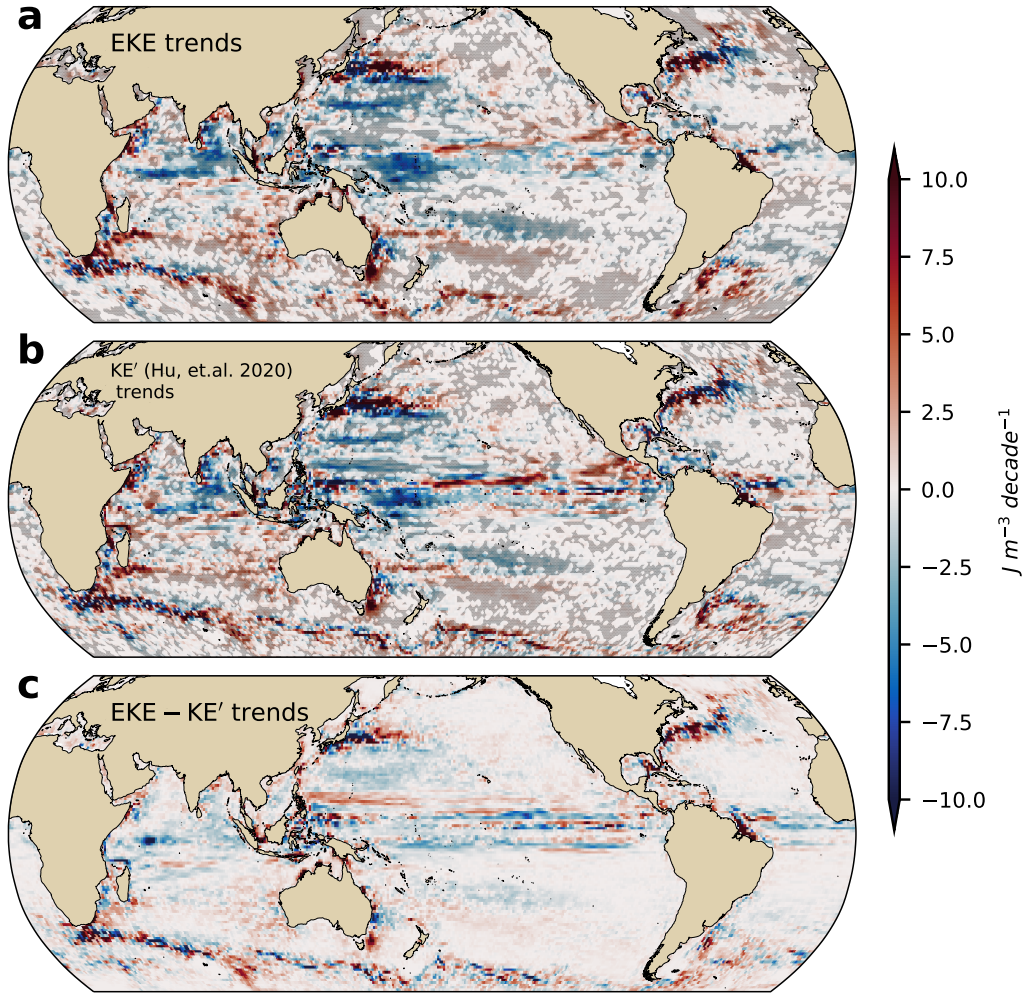 a
EKE trends
b
KE′ (Hu, et.al. 2020)
trends
c
EKE − KE′ trends
10.0
7.5
5.0
2.5
0.0
−2.5
−5.0
−7.5
−10.0
J m⁻³ decade⁻¹